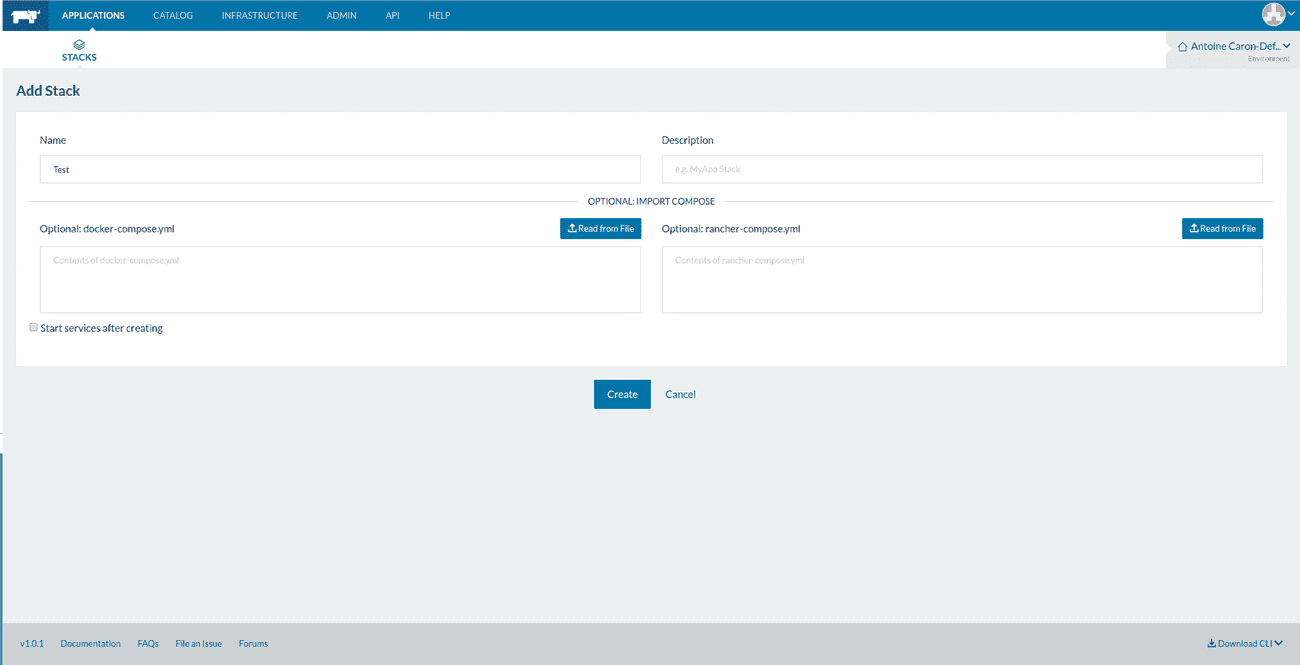 APPLICATIONS CATALOG INFRASTRUCTURE ADMIN API HELP
STACKS
Antoine Caron-Def...
Environment
Add Stack
Name Description
Test e.g. MyApp Stack
OPTIONAL: IMPORT COMPOSE
Optional: docker-compose.yml Read from File Optional: rancher-compose.yml Read from File
Contents of docker-compose.yml Contents of rancher-compose.yml
Start services after creating
Create Cancel
v1.0.1 Documentation FAQs File an Issue Forums Download CLI